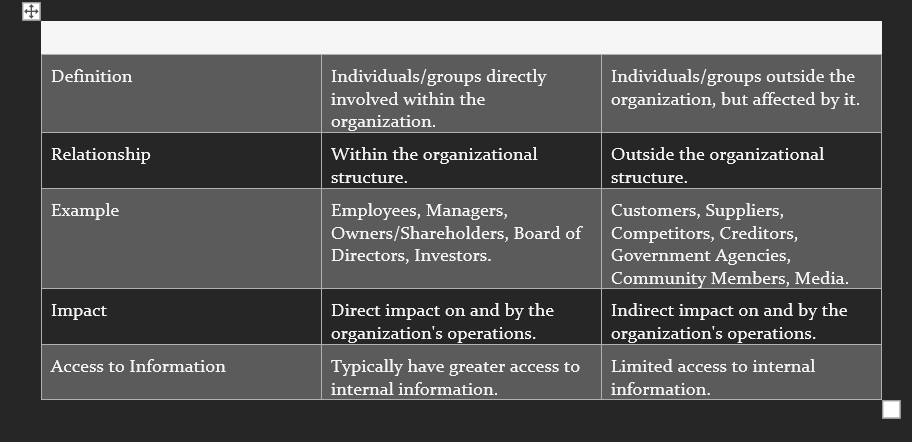 Definition
Individuals/groups directly
involved within the
organization.
Individuals/groups outside the
organization, but affected by it.
Relationship
Within the organizational
structure.
Outside the organizational
structure.
Example
Employees, Managers,
Owners/Shareholders, Board of
Directors, Investors.
Customers, Suppliers,
Competitors, Creditors,
Government Agencies,
Community Members, Media.
Impact
Direct impact on and by the
organization's operations.
Indirect impact on and by the
organization's operations.
Access to Information
Typically have greater access to
internal information.
Limited access to internal
information.